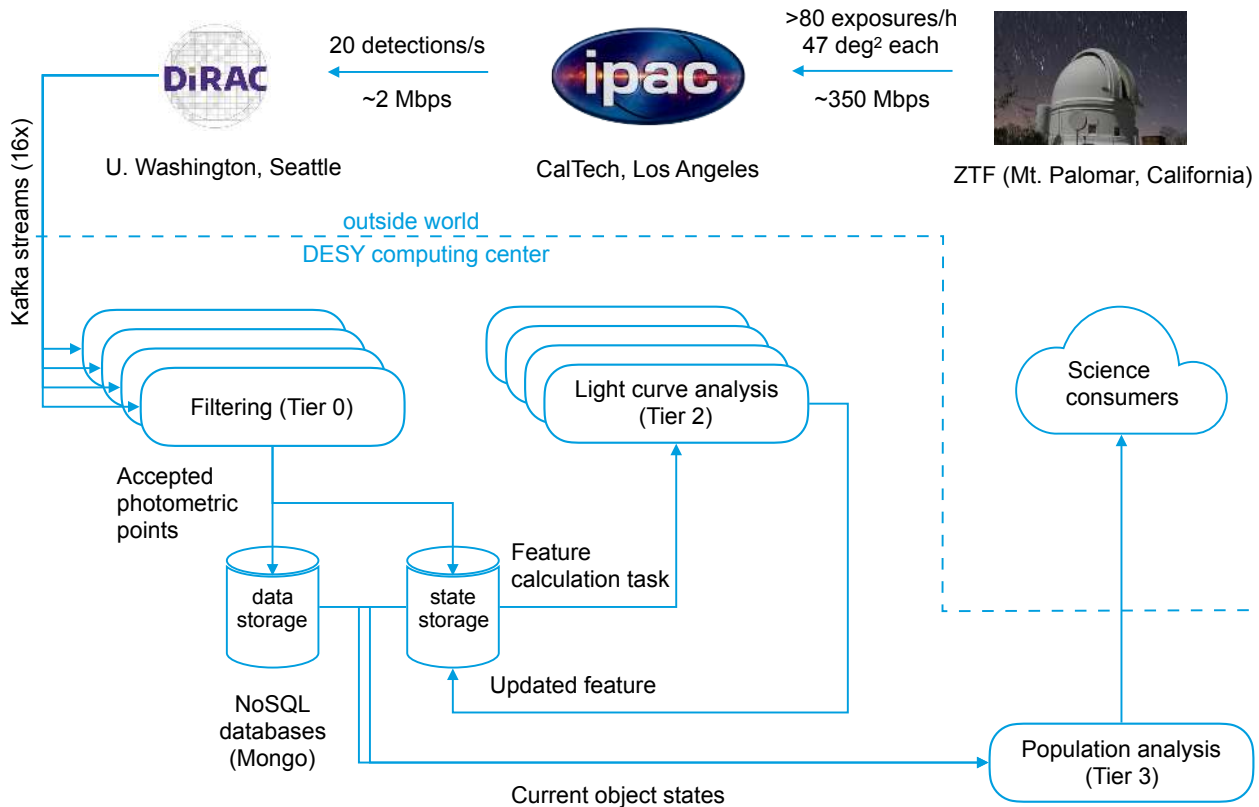 DiRAC
20 detections/s
~2 Mbps
ipac
>80 exposures/h
47 deg² each
~350 Mbps
U. Washington, Seattle
CalTech, Los Angeles
ZTF (Mt. Palomar, California)
Kafka streams (16x)
outside world
DESY computing center
Filtering (Tier 0)
Light curve analysis
(Tier 2)
Science
consumers
Accepted
photometric
points
data
storage
state
storage
Feature
calculation task
Updated feature
NoSQL
databases
(Mongo)
Population analysis
(Tier 3)
Current object states